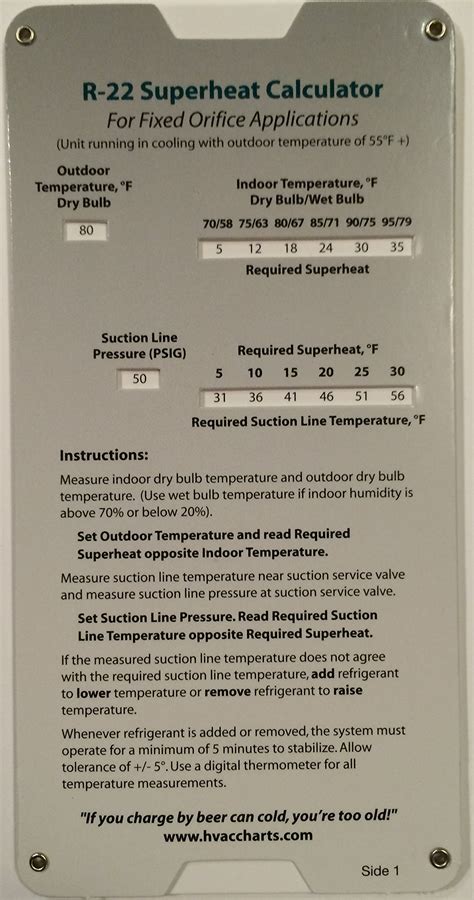 R-22 Superheat Calculator
For Fixed Orifice Applications
(Unit running in cooling with outdoor temperature of 55°F +)
Outdoor
Temperature, °F
Dry Bulb
80
Indoor Temperature, °F
Dry Bulb/Wet Bulb
70/58 75/63 80/67 85/71 90/75 95/79
5 12 18 24 30 35
Required Superheat
Suction Line
Pressure (PSIG)
50
Required Superheat, °F
5 10 15 20 25 30
31 36 41 46 51 56
Required Suction Line Temperature, °F
Instructions:
Measure indoor dry bulb temperature and outdoor dry bulb
temperature. (Use wet bulb temperature if indoor humidity is
above 70% or below 20%).
Set Outdoor Temperature and read Required
Superheat opposite Indoor Temperature.
Measure suction line temperature near suction service valve
and measure suction line pressure at suction service valve.
Set Suction Line Pressure. Read Required Suction
Line Temperature opposite Required Superheat.
If the measured suction line temperature does not agree
with the required suction line temperature, add refrigerant
to lower temperature or remove refrigerant to raise
temperature.
Whenever refrigerant is added or removed, the system must
operate for a minimum of 5 minutes to stabilize. Allow
tolerance of +/- 5°. Use a digital thermometer for all
temperature measurements.
"If you charge by beer can cold, you're too old!"
www.hvaccharts.com
Side 1